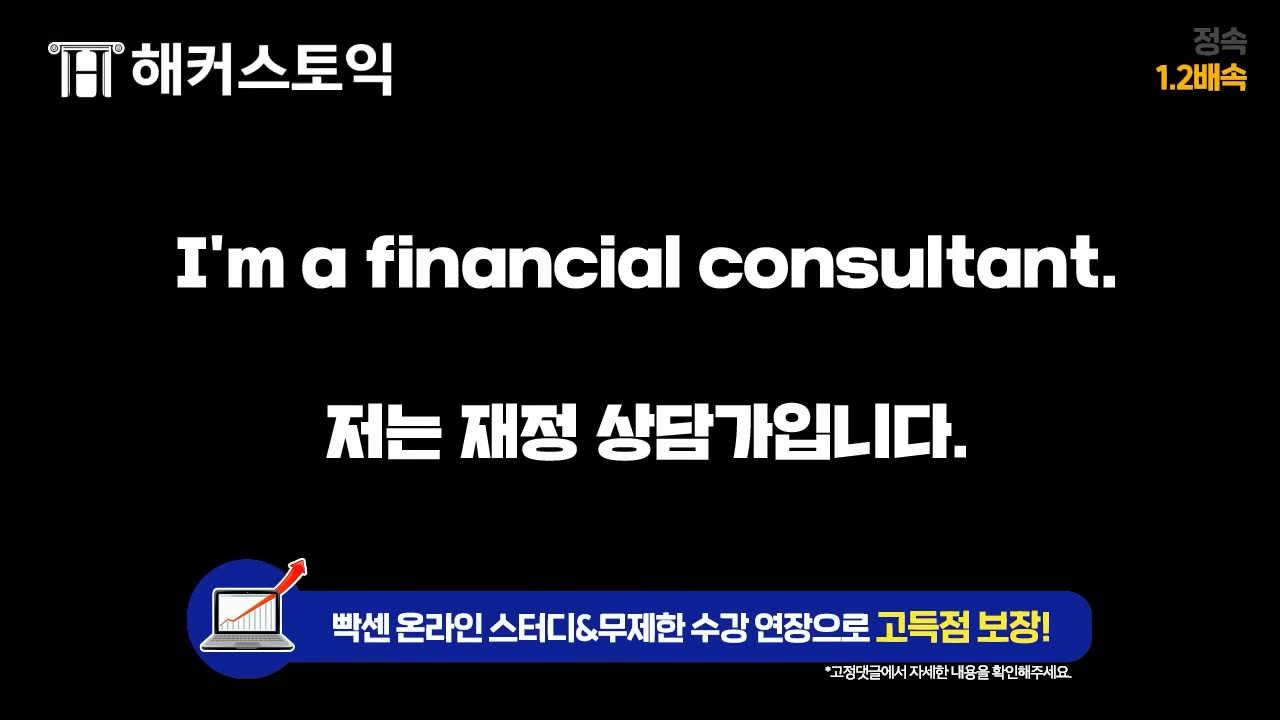 해커스토익
정속
1.2배속
I'm a financial consultant.
저는 재정 상담가입니다.
빡센 온라인 스터디&무제한 수강 연장으로 고득점 보장!
*고정댓글에서 자세한 내용을 확인해주세요.